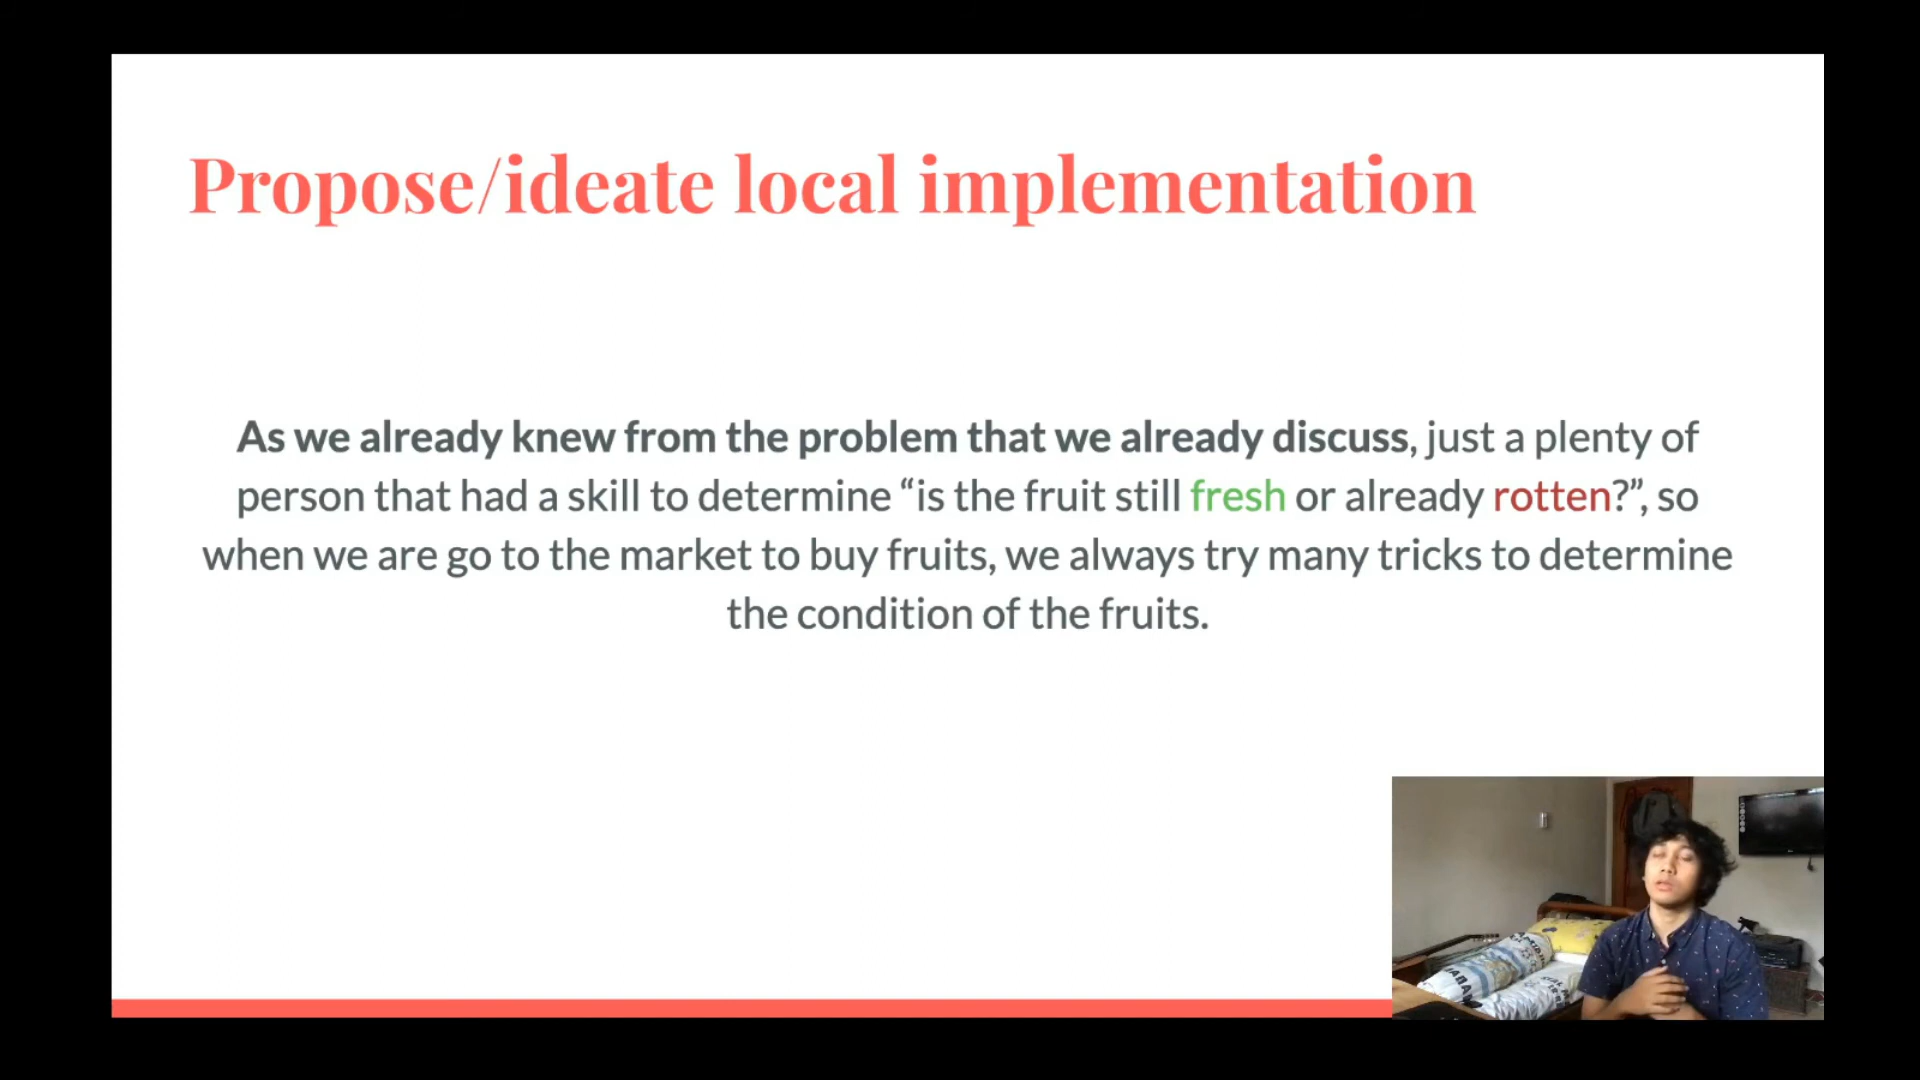 Propose/ideate local implementation
As we already knew from the problem that we already discuss, just a plenty of
person that had a skill to determine “is the fruit still fresh or already rotten?”, so
when we are go to the market to buy fruits, we always try many tricks to determine
the condition of the fruits.